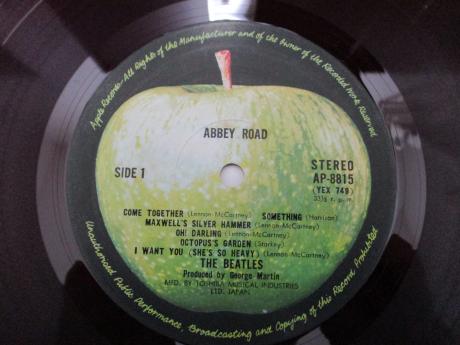 Apple Records-All Rights of the Manufacturer and of the Owner of the Recorded Work Reserved
ABBEY ROAD
SIDE 1
STEREO
AP-8815
(YEX 749)
33⅓ r. p. m.
COME TOGETHER (Lennon-McCartney) SOMETHING (Harrison)
MAXWELL'S SILVER HAMMER (Lennon-McCartney)
OH! DARLING (Lennon-McCartney)
OCTOPUS'S GARDEN (Starkey)
I WANT YOU (SHE'S SO HEAVY) (Lennon-McCartney)
THE BEATLES
Produced by George Martin
MFD. BY TOSHIBA MUSICAL INDUSTRIES
LTD. JAPAN
Unauthorized Public Performance, Broadcasting and Copying of this Record Prohibited